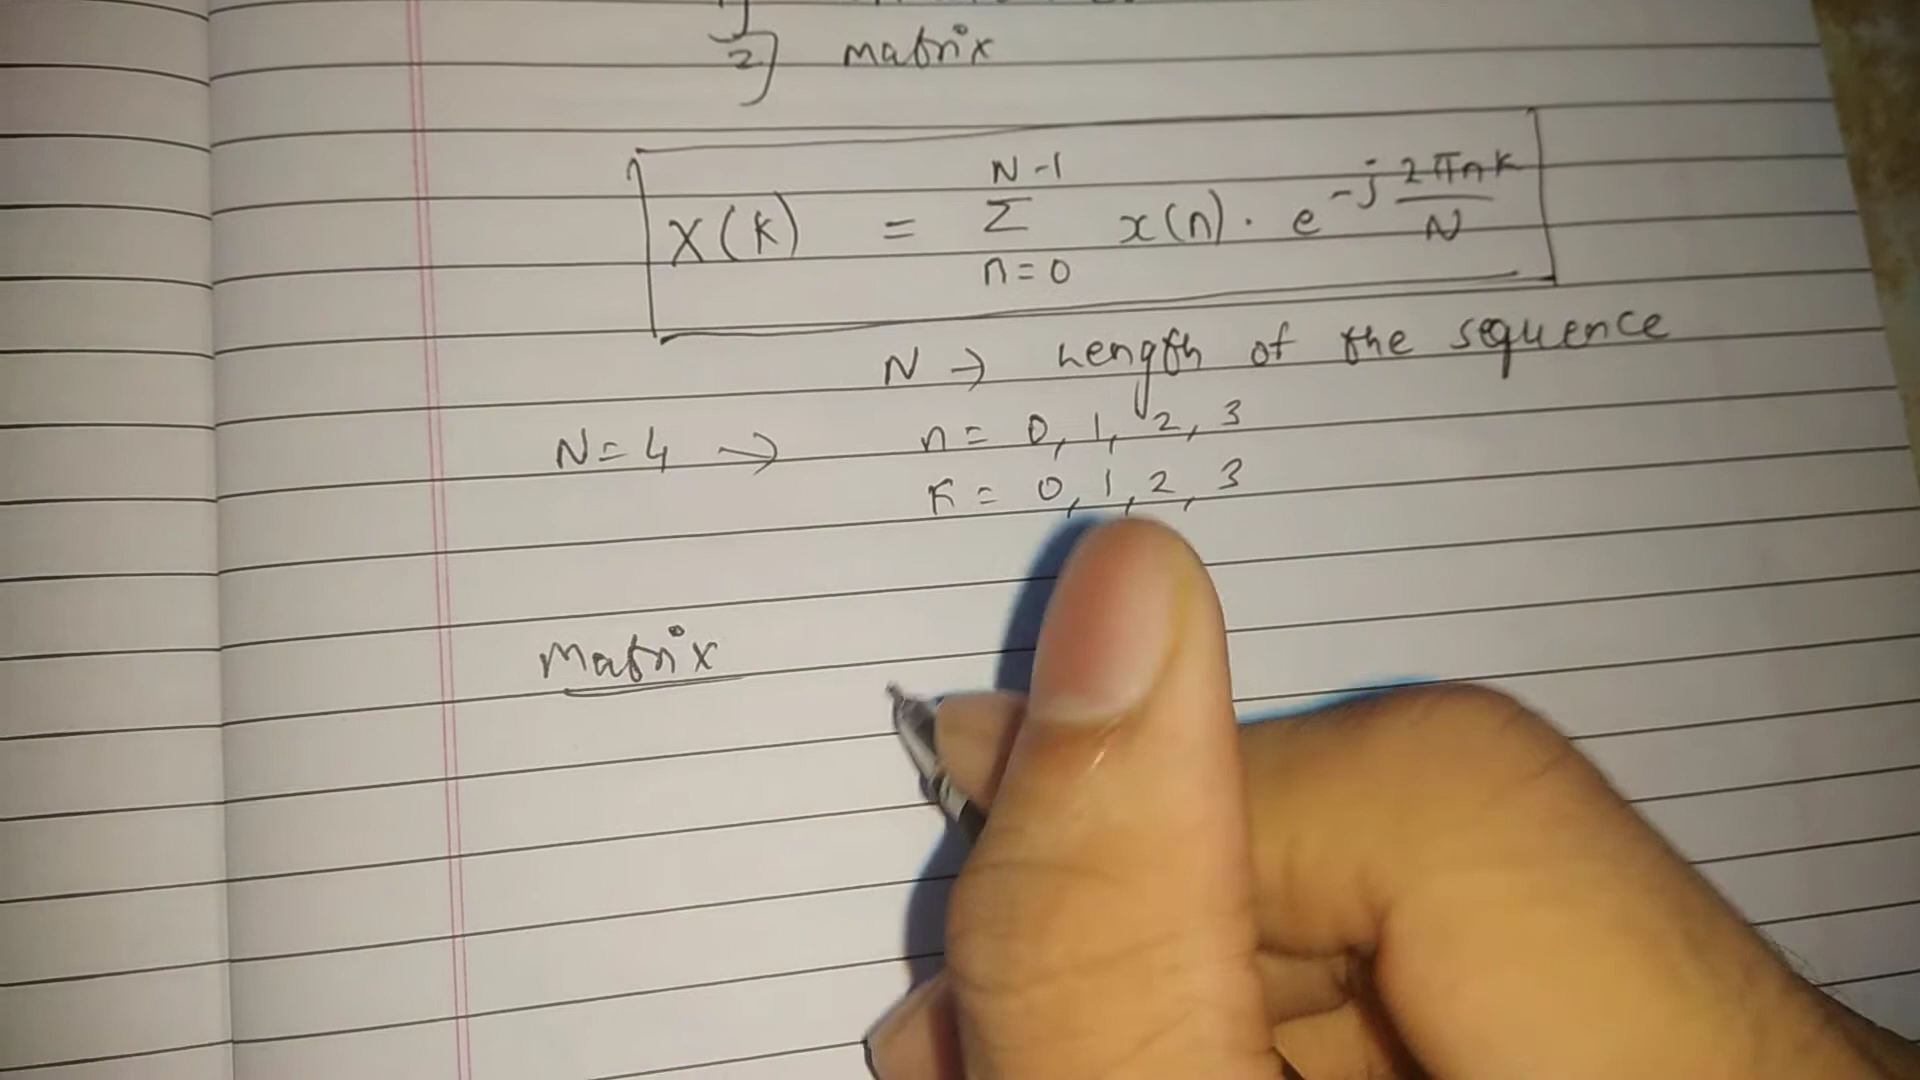 2) matrix
X(k) = N-1 Σ n=0 x(n) . e^-j 2πnk/N
N → Length of the sequence
N=4 → n = 0, 1, 2, 3
K = 0, 1, 2, 3
Matrix